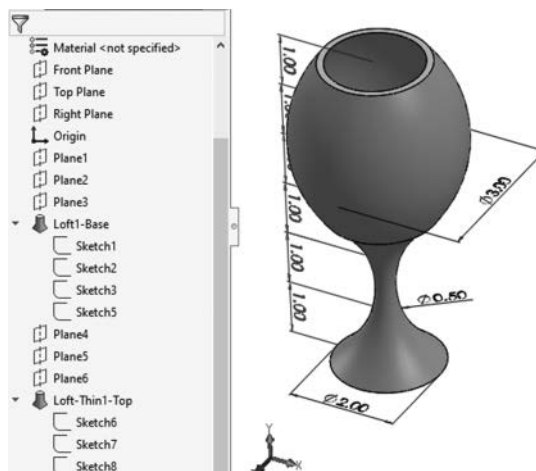 Material <not specified>
Front Plane
Top Plane
Right Plane
Origin
Plane1
Plane2
Plane3
Loft1-Base
Sketch1
Sketch2
Sketch3
Sketch5
Plane4
Plane5
Plane6
Loft-Thin1-Top
Sketch6
Sketch7
Sketch8
1.00
1.00
1.00
1.00
1.00
Ø3.00
Ø0.50
Ø2.00
Y
X